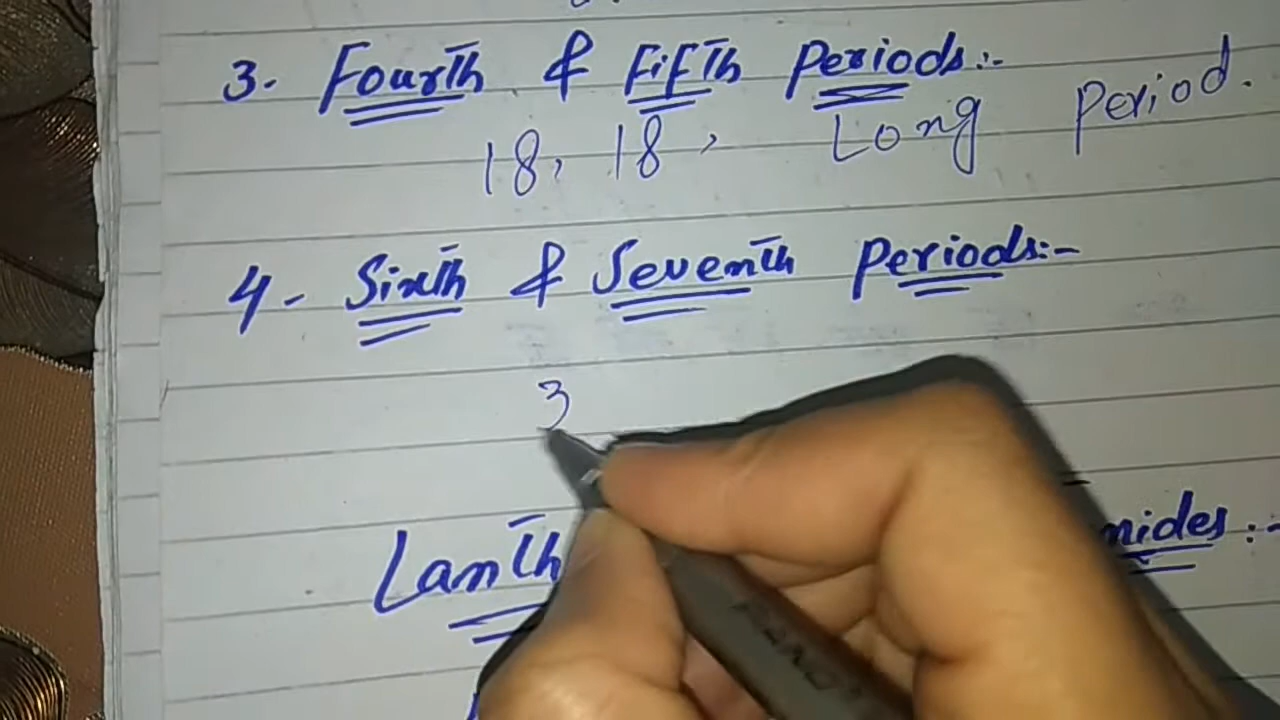 3. Fourth & Fifth Periods:-
18, 18, Long Period.
4- Sixth & Seventh Periods:-
3